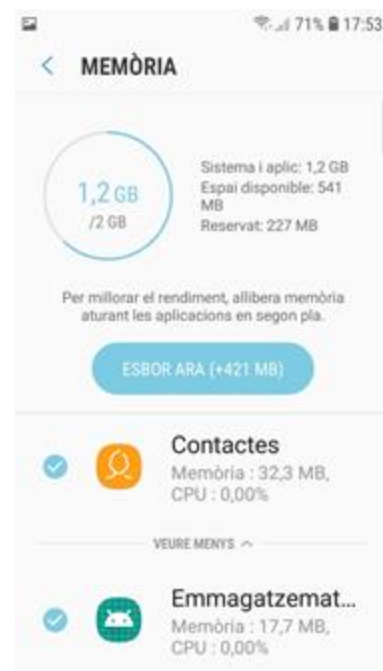 71% 17:53
MEMÒRIA
1,2 GB
/2 GB
Sistema i aplic: 1,2 GB
Espai disponible: 541
MB
Reservat: 227 MB
Per millorar el rendiment, allibera memòria
aturant les aplicacions en segon pla.
ESBOR ARA (+421 MB)
Contactes
Memòria : 32,3 MB,
CPU : 0,00%
VEURE MENYS
Emmagatzemat...
Memòria : 17,7 MB,
CPU : 0,00%